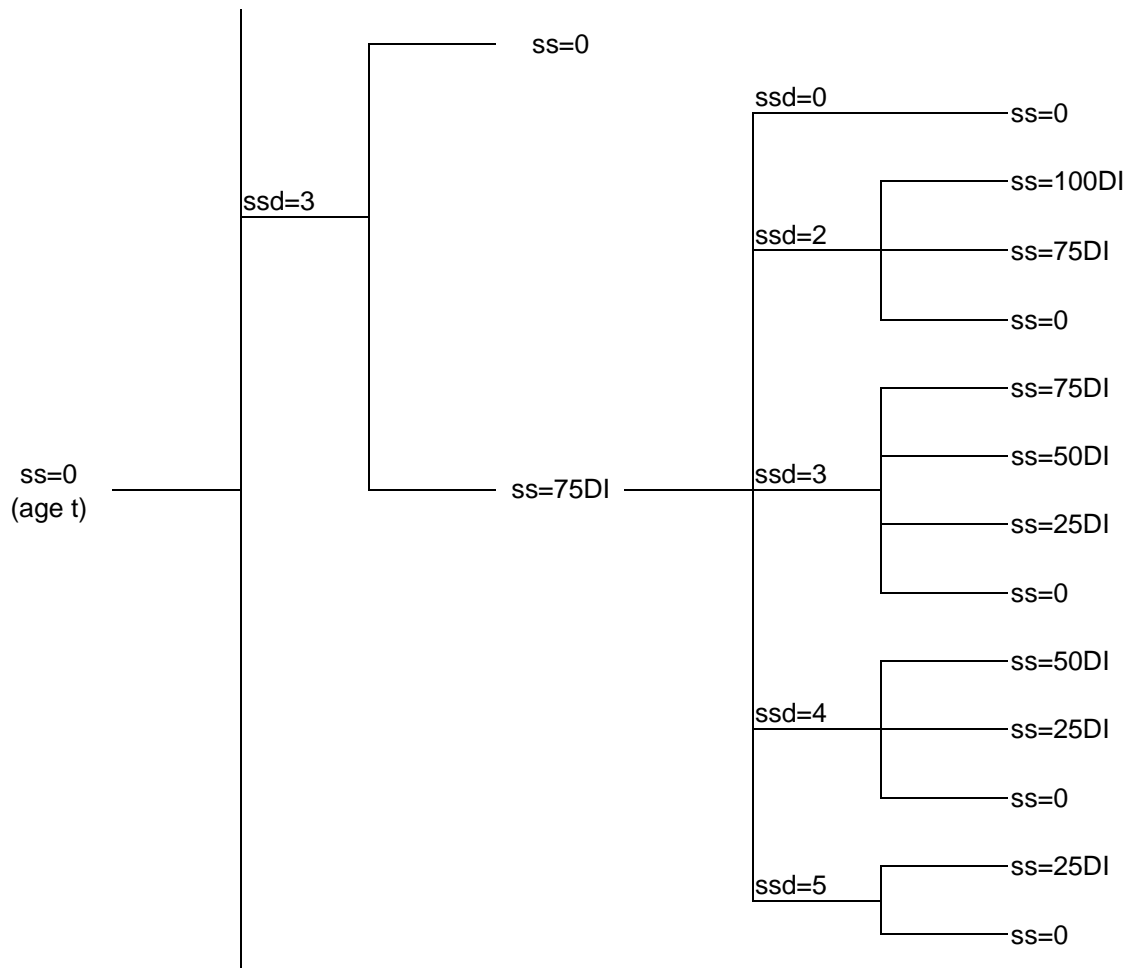 ss=0
ssd=0
ss=0
ss=100DI
ssd=3
ssd=2
ss=75DI
ss=0
ss=75DI
ss=50DI
ss=0
(age t)
ss=75DI
ssd=3
ss=25DI
ss=0
ss=50DI
ssd=4
ss=25DI
ss=0
ss=25DI
ssd=5
ss=0